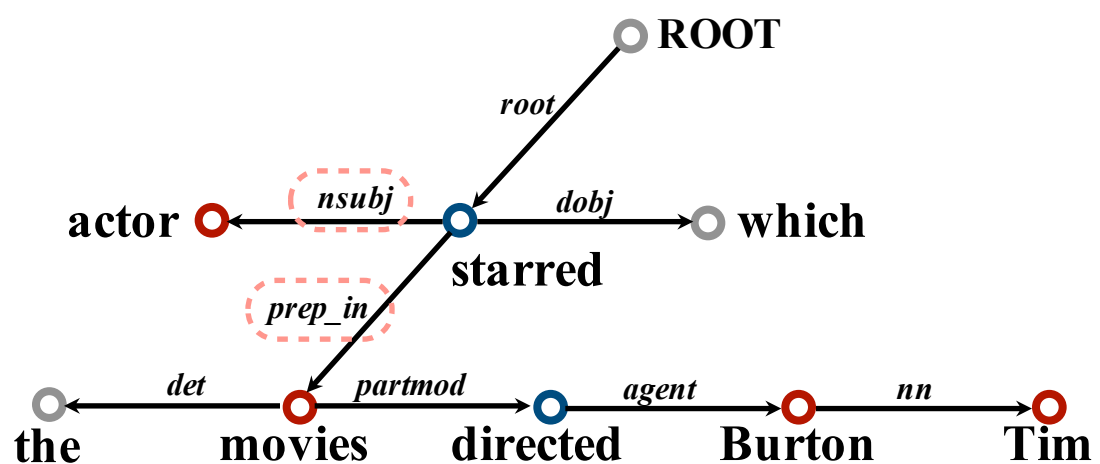 ROOT
root
nsubj
dobj
actor
which
starred
prep_in
det
partmod
agent
nn
the
movies
directed
Burton
Tim